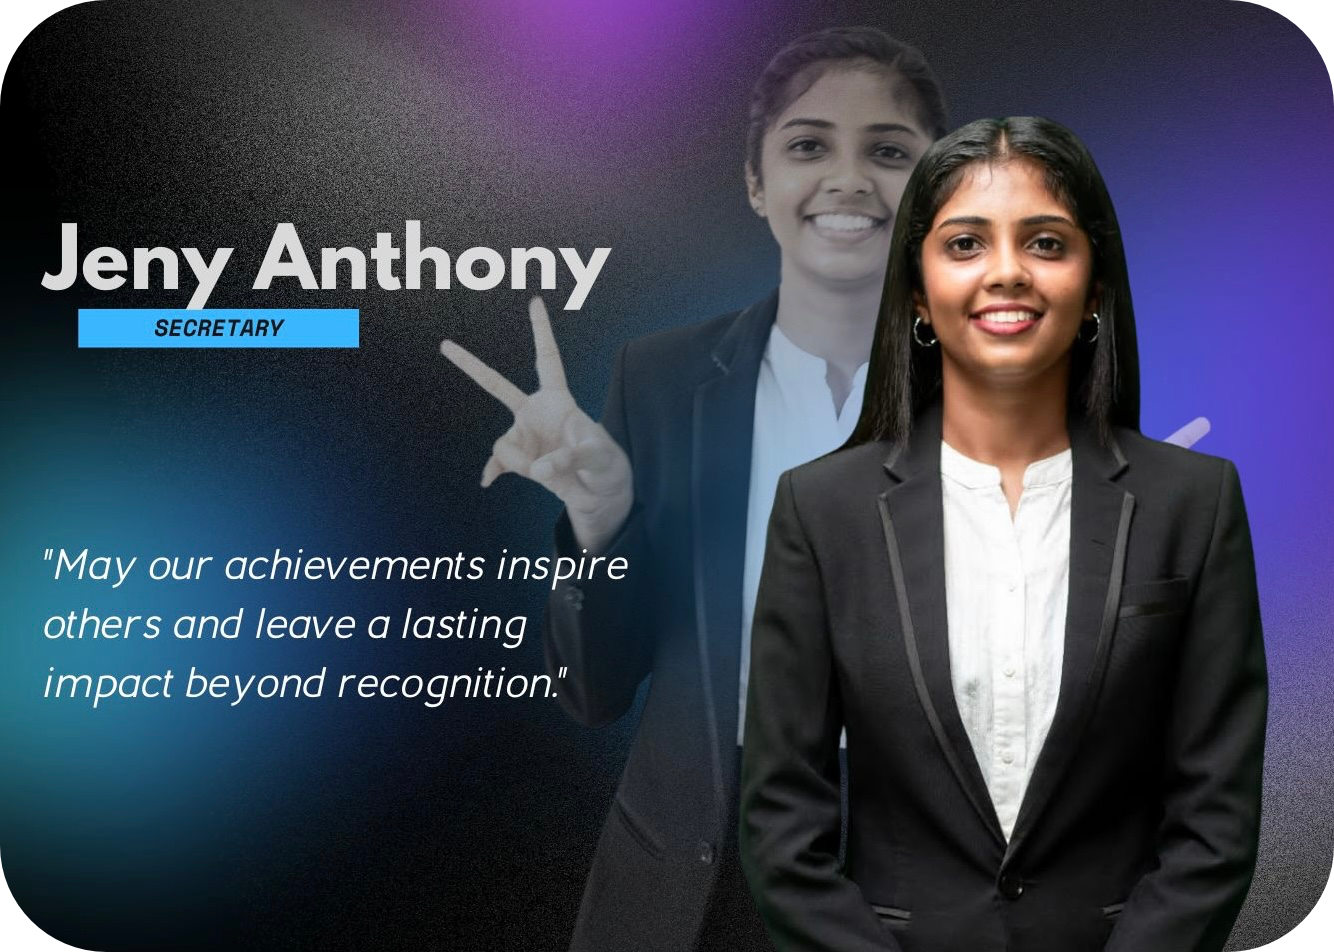 Jeny Anthony
SECRETARY
"May our achievements inspire
others and leave a lasting
impact beyond recognition."